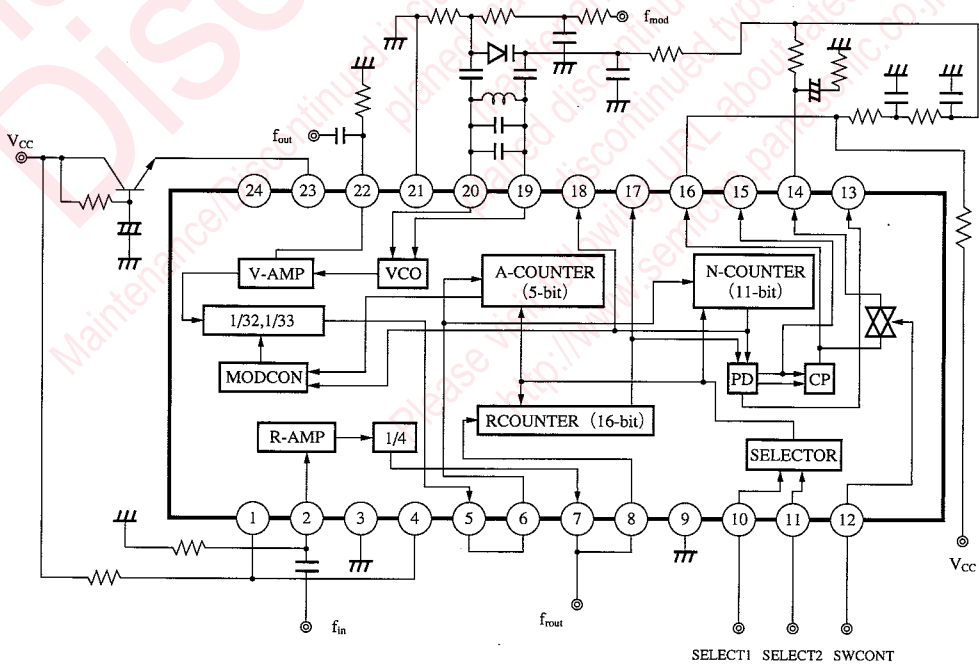 f_mod
f_out
V_CC
24 23 22 21 20 19 18 17 16 15 14 13
V-AMP
VCO
A-COUNTER
(5-bit)
N-COUNTER
(11-bit)
1/32,1/33
MODCON
PD
CP
RCOUNTER (16-bit)
R-AMP
1/4
SELECTOR
1 2 3 4 5 6 7 8 9 10 11 12
V_CC
f_in
f_rout
SELECT1 SELECT2 SWCONT